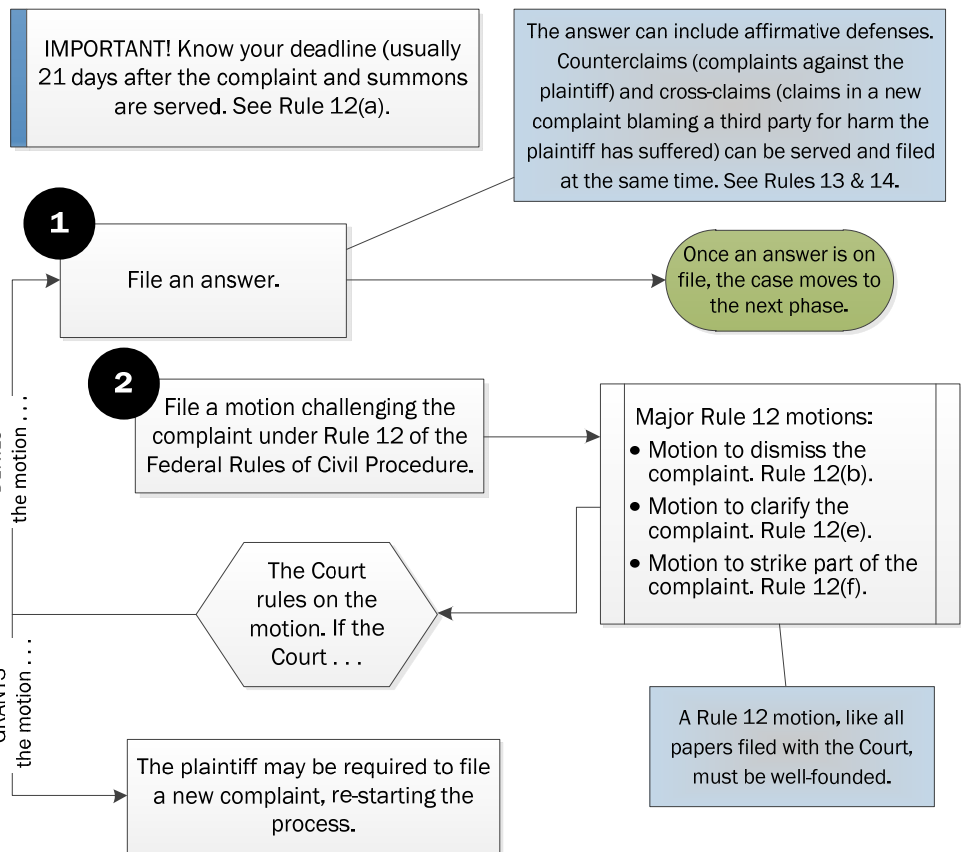 IMPORTANT! Know your deadline (usually
21 days after the complaint and summons
are served. See Rule 12(a).
The answer can include affirmative defenses.
Counterclaims (complaints against the
plaintiff) and cross-claims (claims in a new
complaint blaming a third party for harm the
plaintiff has suffered) can be served and filed
at the same time. See Rules 13 & 14.
1
File an answer.
Once an answer is on
file, the case moves to
the next phase.
2
File a motion challenging the
complaint under Rule 12 of the
Federal Rules of Civil Procedure.
Major Rule 12 motions:
• Motion to dismiss the
complaint. Rule 12(b).
• Motion to clarify the
complaint. Rule 12(e).
• Motion to strike part of the
complaint. Rule 12(f).
the motion . . .
The Court
rules on the
motion. If the
Court . . .
GRANTS
the motion . . .
A Rule 12 motion, like all
papers filed with the Court,
must be well-founded.
The plaintiff may be required to file
a new complaint, re-starting the
process.